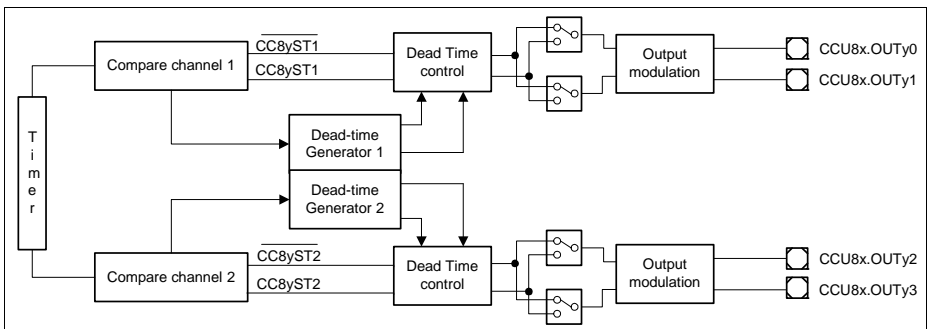 CC8yST1
Compare channel 1
CC8yST1
Dead Time
control
Output
modulation
CCU8x.OUTy0
CCU8x.OUTy1
Timer
Dead-time
Generator 1
Dead-time
Generator 2
CC8yST2
Compare channel 2
CC8yST2
Dead Time
control
Output
modulation
CCU8x.OUTy2
CCU8x.OUTy3